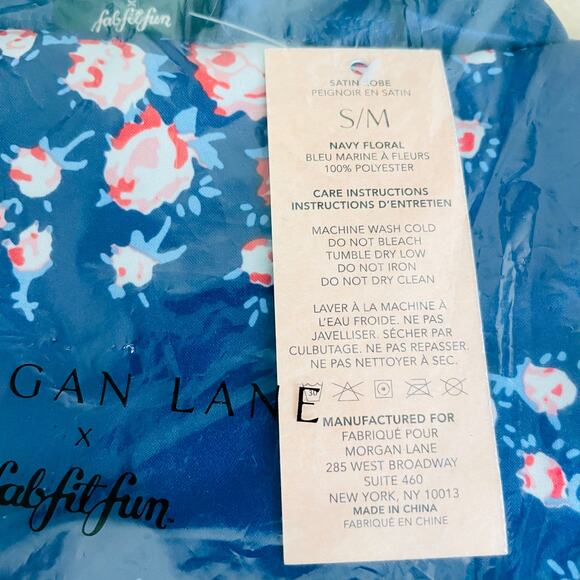 x
fabfitfun
SATIN ROBE
PEIGNOIR EN SATIN
S/M
NAVY FLORAL
BLEU MARINE À FLEURS
100% POLYESTER
CARE INSTRUCTIONS
INSTRUCTIONS D'ENTRETIEN
MACHINE WASH COLD
DO NOT BLEACH
TUMBLE DRY LOW
DO NOT IRON
DO NOT DRY CLEAN
LAVER À LA MACHINE À
L'EAU FROIDE. NE PAS
JAVELLISER. SÉCHER PAR
CULBUTAGE. NE PAS REPASSER.
NE PAS NETTOYER À SEC.
30
MANUFACTURED FOR
FABRIQUÉ POUR
MORGAN LANE
285 WEST BROADWAY
SUITE 460
NEW YORK, NY 10013
MADE IN CHINA
FABRIQUÉ EN CHINE
GAN LANE
x
fabfitfun™